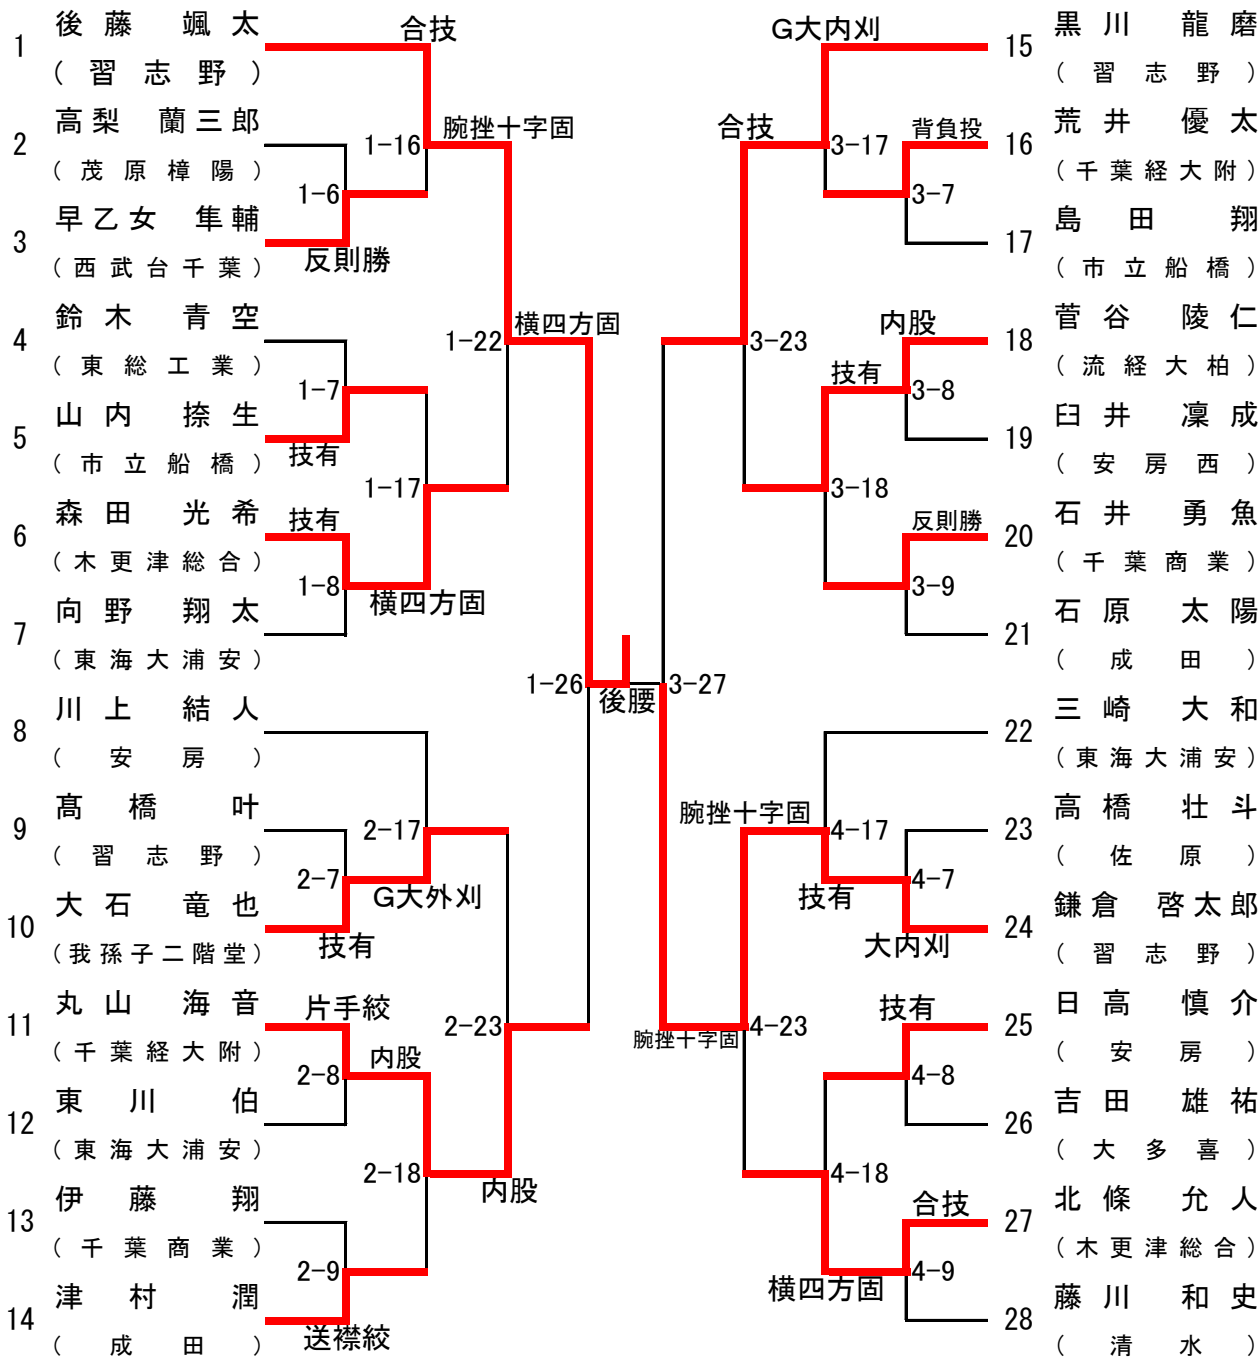 1 後藤 颯太
(習志野)
2 高梨 蘭三郎
(茂原樟陽)
3 早乙女 隼輔
(西武台千葉)
4 鈴木 青空
(東総工業)
5 山内 捺生
(市立船橋)
6 森田 光希
(木更津総合)
7 向野 翔太
(東海大浦安)
8 川上 結人
(安房)
9 髙橋 叶
(習志野)
10 大石 竜也
(我孫子二階堂)
11 丸山 海音
(千葉経大附)
12 東川 伯
(東海大浦安)
13 伊藤 翔
(千葉商業)
14 津村 潤
(成田)
合技
腕挫十字固
1-16
1-6
反則勝
横四方固
1-22
1-7
技有
1-17
技有
1-8
横四方固
1-26
後腰
2-17
2-7
G大外刈
技有
片手絞
2-23
内股
2-8
2-18
内股
2-9
送襟絞
G大内刈
合技
3-17
背負投
3-7
内股
3-23
技有
3-8
3-18
反則勝
3-9
3-27
腕挫十字固
4-17
4-7
技有
大内刈
技有
腕挫十字固
4-23
4-8
4-18
合技
横四方固
4-9
15 黒川 龍磨
(習志野)
16 荒井 優太
(千葉経大附)
17 島田 翔
(市立船橋)
18 菅谷 陵仁
(流経大柏)
19 臼井 凜成
(安房西)
20 石井 勇魚
(千葉商業)
21 石原 太陽
(成田)
22 三崎 大和
(東海大浦安)
23 高橋 壮斗
(佐原)
24 鎌倉 啓太郎
(習志野)
25 日高 慎介
(安房)
26 吉田 雄祐
(大多喜)
27 北條 允人
(木更津総合)
28 藤川 和史
(清水)